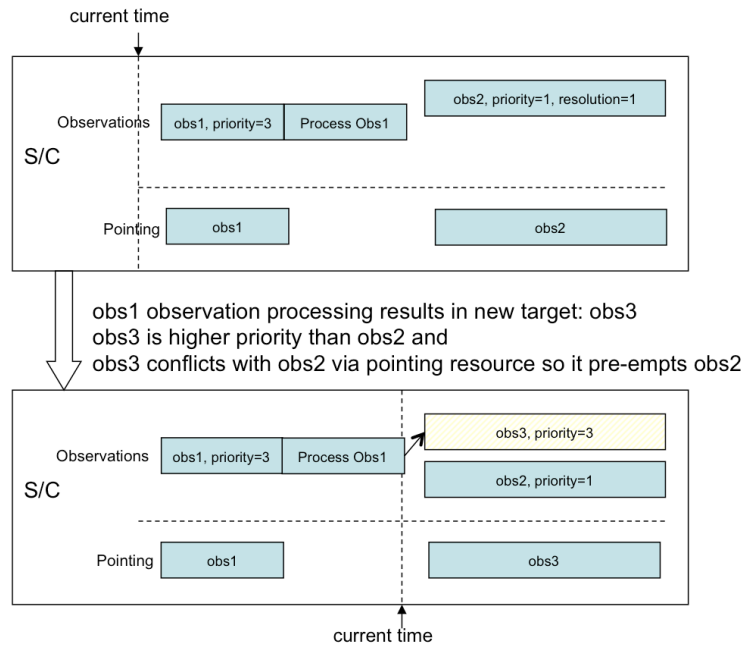 current time
Observations
obs1, priority=3
Process Obs1
obs2, priority=1, resolution=1
S/C
Pointing
obs1
obs2
obs1 observation processing results in new target: obs3
obs3 is higher priority than obs2 and
obs3 conflicts with obs2 via pointing resource so it pre-empts obs2
obs3, priority=3
Observations
obs1, priority=3
Process Obs1
obs2, priority=1
S/C
Pointing
obs1
obs3
current time